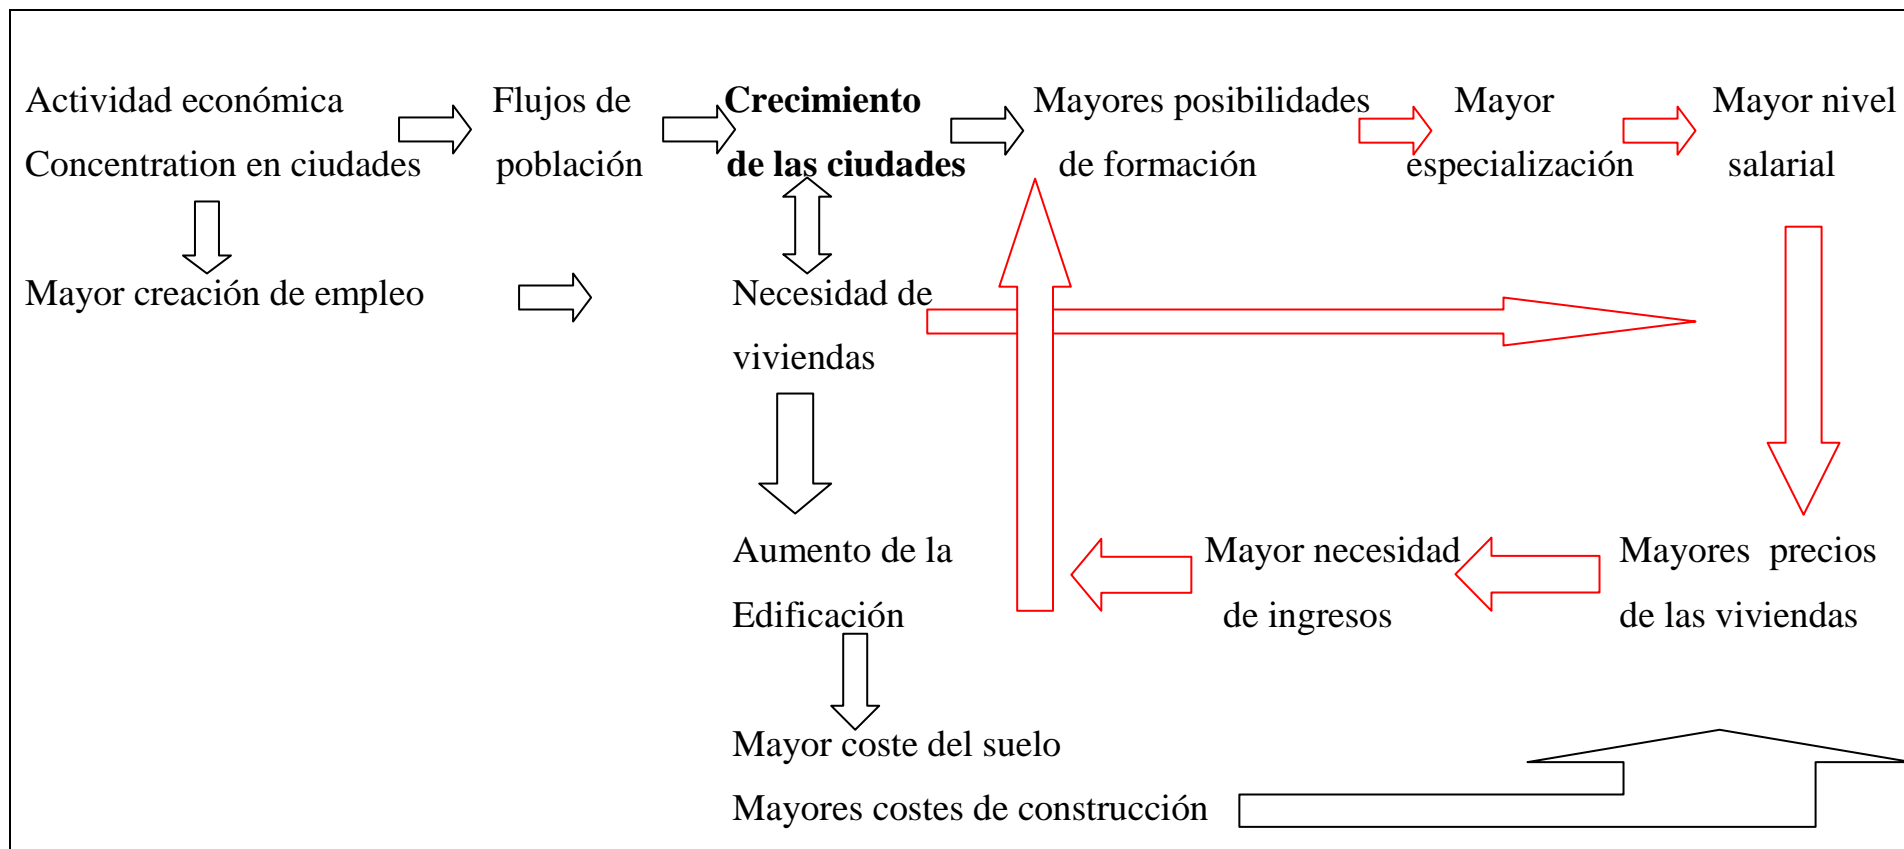 Actividad económica
Concentration en ciudades
Flujos de
población
Crecimiento
de las ciudades
Mayores posibilidades
de formación
Mayor
especialización
Mayor nivel
salarial
Mayor creación de empleo
Necesidad de
viviendas
Aumento de la
Edificación
Mayor necesidad
de ingresos
Mayores precios
de las viviendas
Mayor coste del suelo
Mayores costes de construcción